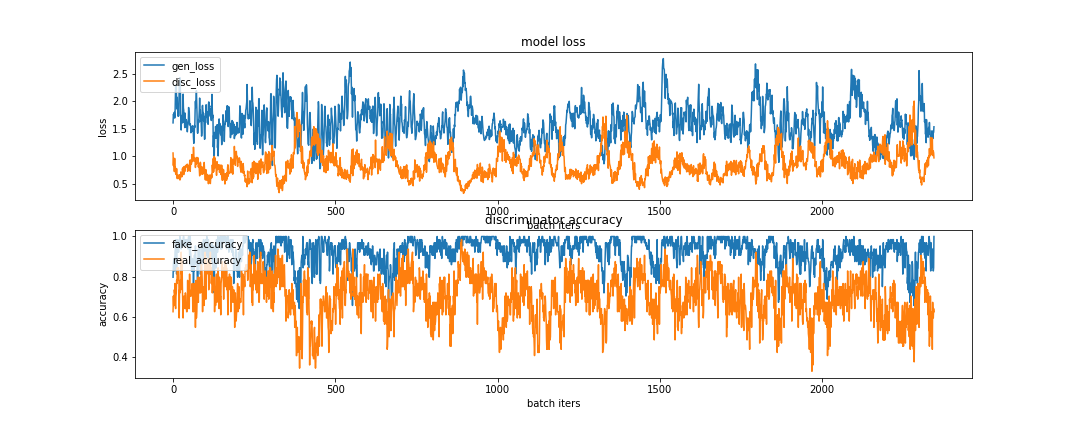 model loss
gen_loss
disc_loss
2.5
2.0
1.5
1.0
0.5
loss
0 500 1000 1500 2000
batch iters
discriminator accuracy
fake_accuracy
real_accuracy
1.0
0.8
0.6
0.4
accuracy
0 500 1000 1500 2000
batch iters